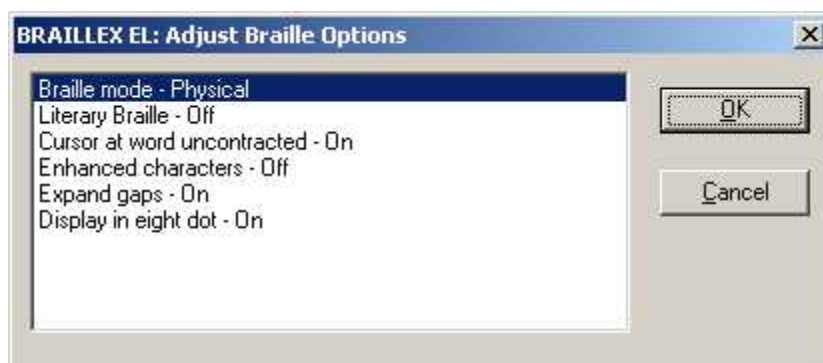 BRAILLEX EL: Adjust Braille Options
Braille mode - Physical
Literary Braille - Off
Cursor at word uncontracted - On
Enhanced characters - Off
Expand gaps - On
Display in eight dot - On
OK
Cancel